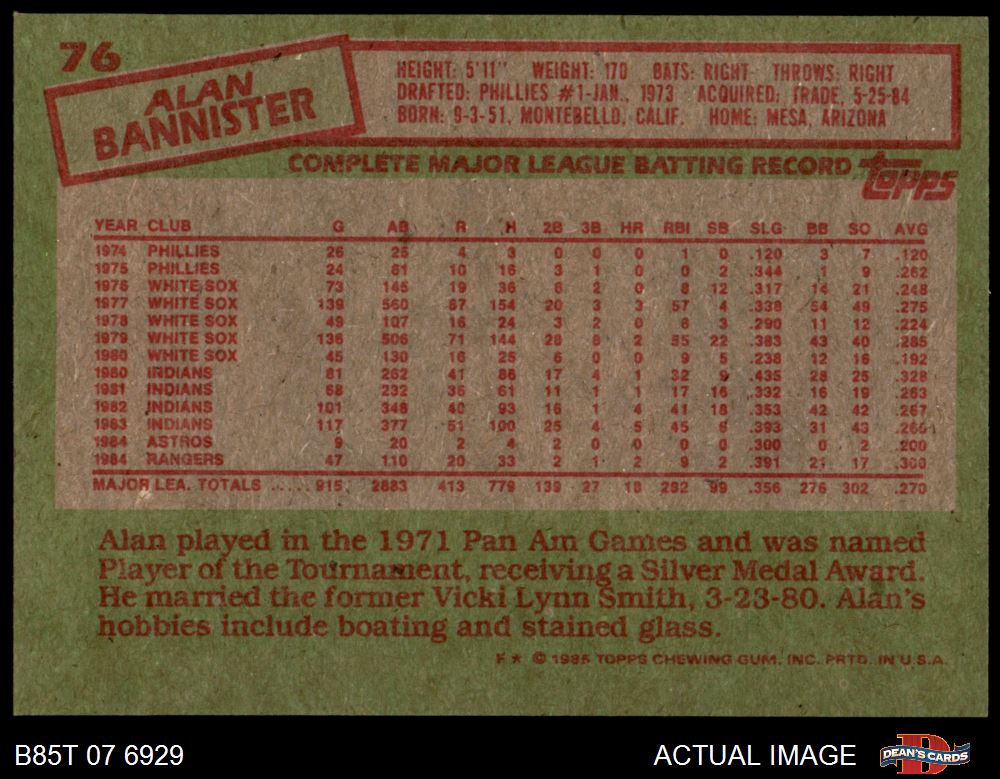 76
ALAN
BANNISTER
HEIGHT: 5'11" WEIGHT: 170 BATS: RIGHT THROWS: RIGHT
DRAFTED: PHILLIES #1-JAN., 1973 ACQUIRED: TRADE, 5-25-84
BORN: 9-3-51, MONTEBELLO, CALIF. HOME: MESA, ARIZONA
COMPLETE MAJOR LEAGUE BATTING RECORD
TOPPS
YEAR CLUB G AB R H 2B 3B HR RBI SB SLG BB SO AVG
1974 PHILLIES 26 25 4 3 0 0 0 1 0 .120 3 7 .120
1975 PHILLIES 24 61 10 16 3 1 0 0 2 .344 1 9 .262
1976 WHITE SOX 73 145 19 36 6 2 0 8 12 .317 14 21 .248
1977 WHITE SOX 139 560 87 154 20 3 3 57 4 .338 54 49 .275
1978 WHITE SOX 49 107 16 24 3 2 0 8 3 .290 11 12 .224
1979 WHITE SOX 136 506 71 144 28 8 2 55 22 .383 43 40 .285
1980 WHITE SOX 45 130 16 25 6 0 0 9 5 .238 12 16 .192
1980 INDIANS 81 262 41 86 17 4 1 32 9 .435 28 25 .328
1981 INDIANS 68 232 36 61 11 1 1 17 16 .332 16 19 .263
1982 INDIANS 101 348 40 93 16 1 4 41 18 .353 42 42 .267
1983 INDIANS 117 377 51 100 25 4 5 45 6 .393 31 43 .265
1984 ASTROS 9 20 2 4 2 0 0 0 0 .300 0 2 .200
1984 RANGERS 47 110 20 33 2 1 2 9 2 .391 21 17 .300
MAJOR LEA. TOTALS ..... 915 2883 413 779 139 27 18 282 99 .356 276 302 .270
Alan played in the 1971 Pan Am Games and was named
Player of the Tournament, receiving a Silver Medal Award.
He married the former Vicki Lynn Smith, 3-23-80. Alan's
hobbies include boating and stained glass.
F* © 1985 TOPPS CHEWING GUM, INC. PRTD. IN U.S.A.
B85T 07 6929
ACTUAL IMAGE
DEAN'S CARDS